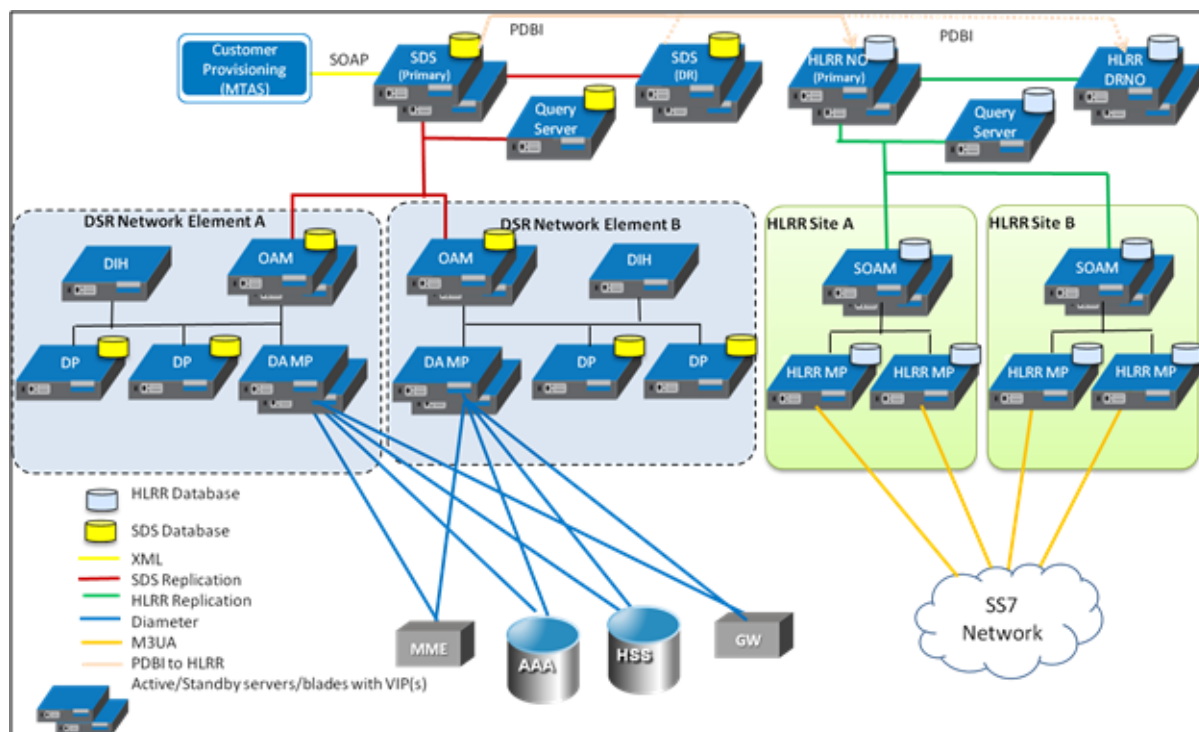 Customer
Provisioning
(MTAS)
SOAP
SDS
(Primary)
PDBI
SDS
(DR)
HLRR NO
(Primary)
PDBI
HLRR
DRNO
Query
Server
Query
Server
DSR Network Element A
DSR Network Element B
HLRR Site A
HLRR Site B
DIH
OAM
OAM
DIH
SOAM
SOAM
DP
DP
DA MP
DA MP
DP
DP
HLRR MP
HLRR MP
HLRR MP
HLRR MP
HLRR Database
SDS Database
XML
SDS Replication
HLRR Replication
Diameter
M3UA
PDBI to HLRR
Active/Standby servers/blades with VIP(s)
MME
AAA
HSS
GW
SS7
Network